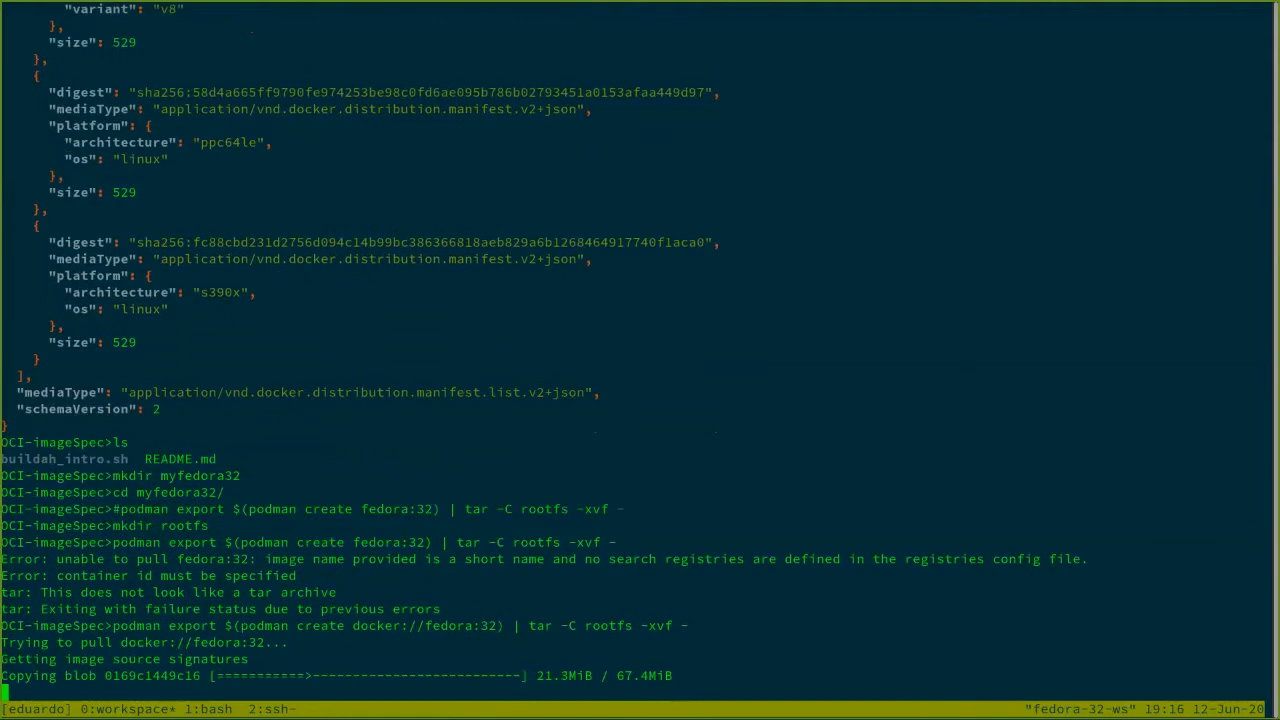 "variant": "v8"
},
"size": 529
},
{
"digest": "sha256:58d4a665ff9790fe974253be98c0fd6ae095b786b02793451a0153afaa449d97",
"mediaType": "application/vnd.docker.distribution.manifest.v2+json",
"platform": {
"architecture": "ppc64le",
"os": "linux"
},
"size": 529
},
{
"digest": "sha256:fc88cbd231d2756d094c14b99bc386366818aeb829a6b1268464917740f1aca0",
"mediaType": "application/vnd.docker.distribution.manifest.v2+json",
"platform": {
"architecture": "s390x",
"os": "linux"
},
"size": 529
}
],
"mediaType": "application/vnd.docker.distribution.manifest.list.v2+json",
"schemaVersion": 2
}
OCI-imageSpec>ls
buildah_intro.sh README.md
OCI-imageSpec>mkdir myfedora32
OCI-imageSpec>cd myfedora32/
OCI-imageSpec>#podman export $(podman create fedora:32) | tar -C rootfs -xvf -
OCI-imageSpec>mkdir rootfs
OCI-imageSpec>podman export $(podman create fedora:32) | tar -C rootfs -xvf -
Error: unable to pull fedora:32: image name provided is a short name and no search registries are defined in the registries config file.
Error: container id must be specified
tar: This does not look like a tar archive
tar: Exiting with failure status due to previous errors
OCI-imageSpec>podman export $(podman create docker://fedora:32) | tar -C rootfs -xvf -
Trying to pull docker://fedora:32...
Getting image source signatures
Copying blob 0169c1449c16 [===========>--------------------------] 21.3MiB / 67.4MiB
[eduardo] 0:workspace* 1:bash 2:ssh- "fedora-32-ws" 19:16 12-Jun-20